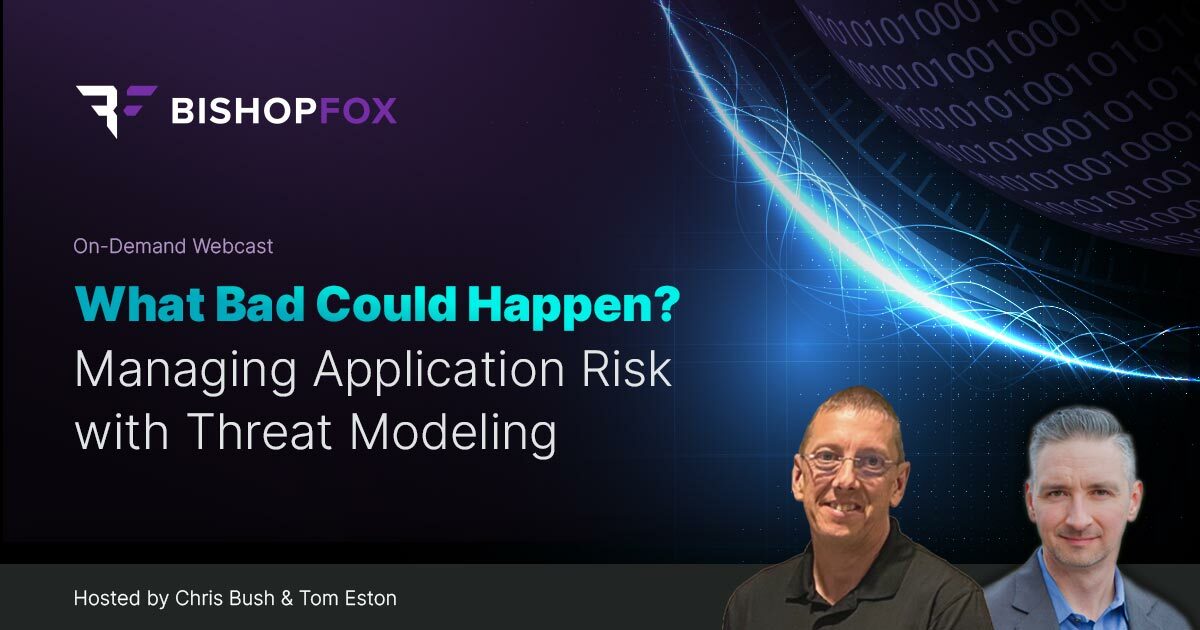 BISHOPFOX
On-Demand Webcast
What Bad Could Happen?
Managing Application Risk
with Threat Modeling
Hosted by Chris Bush & Tom Eston